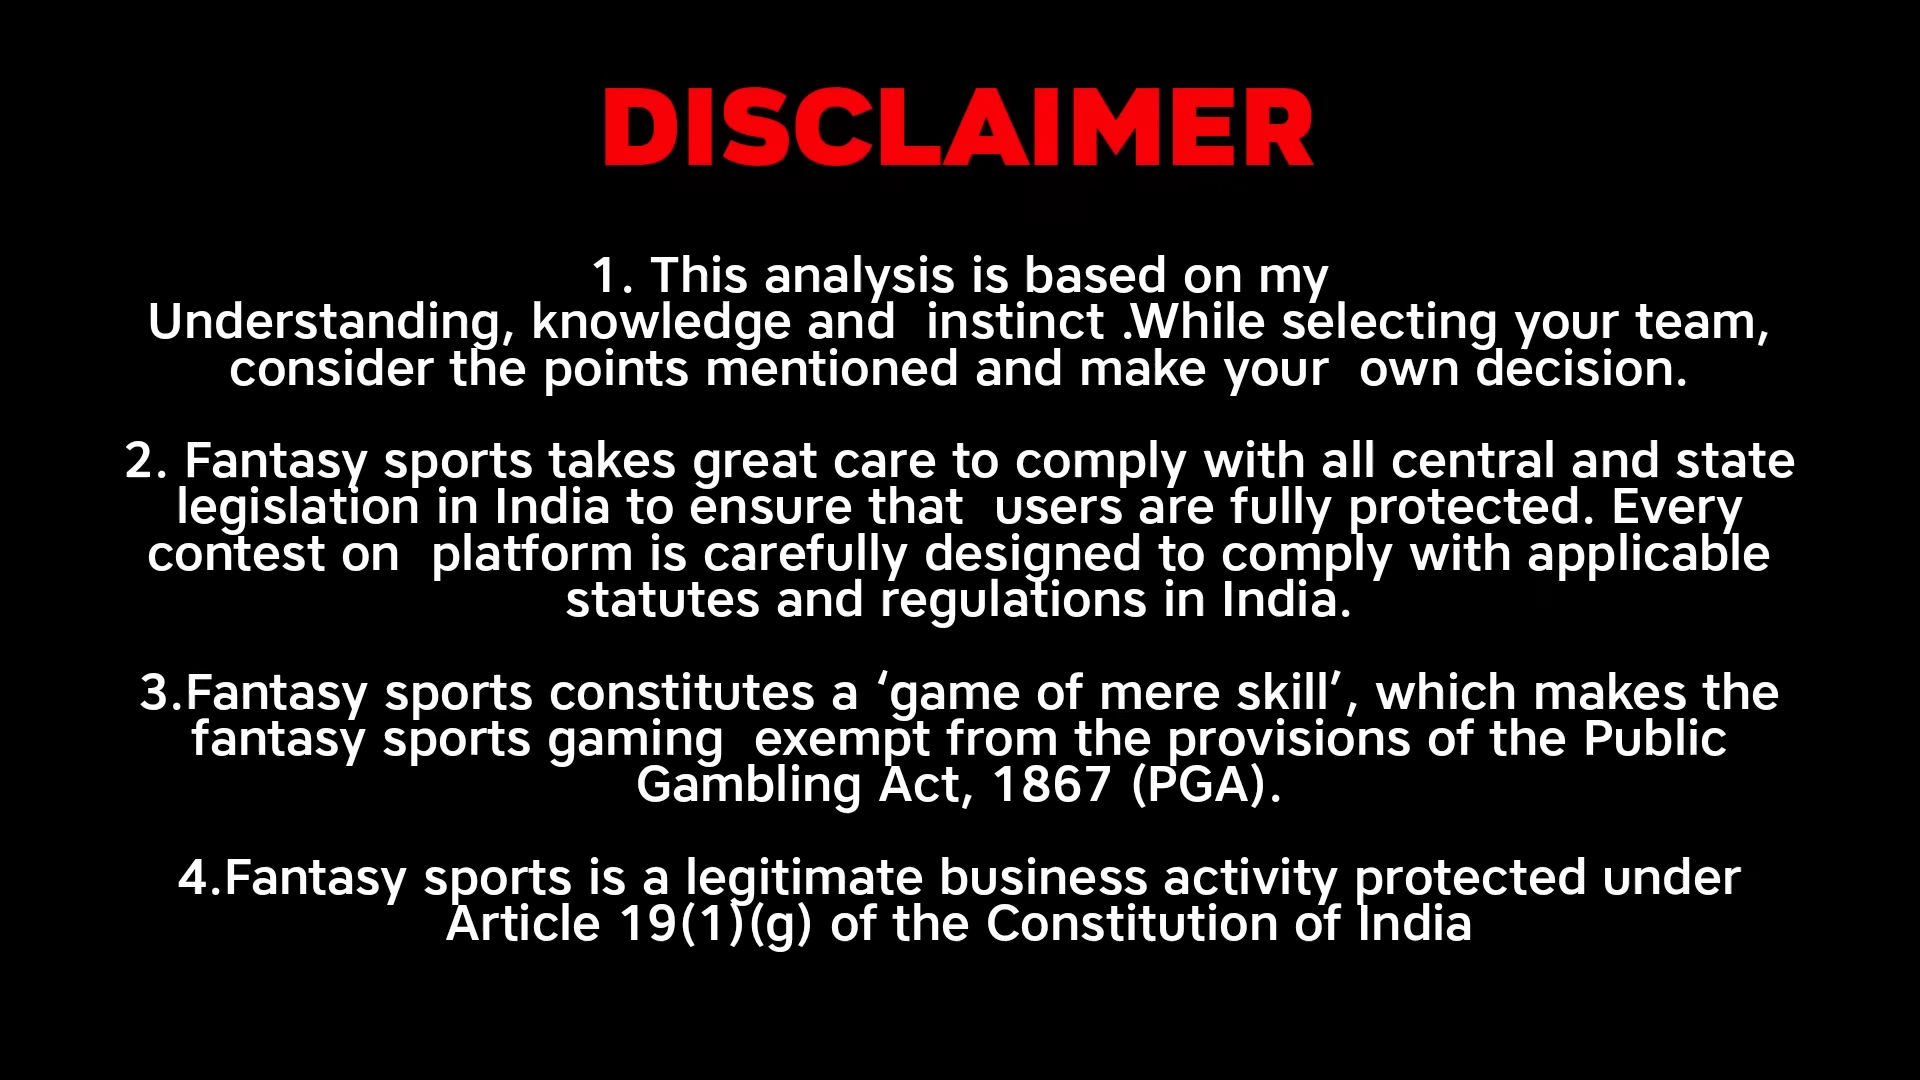 DISCLAIMER
1. This analysis is based on my
Understanding, knowledge and  instinct .While selecting your team,
consider the points mentioned and make your  own decision.
2. Fantasy sports takes great care to comply with all central and state
legislation in India to ensure that  users are fully protected. Every
contest on  platform is carefully designed to comply with applicable
statutes and regulations in India.
3.Fantasy sports constitutes a ‘game of mere skill’, which makes the
fantasy sports gaming  exempt from the provisions of the Public
Gambling Act, 1867 (PGA).
4.Fantasy sports is a legitimate business activity protected under
Article 19(1)(g) of the Constitution of India